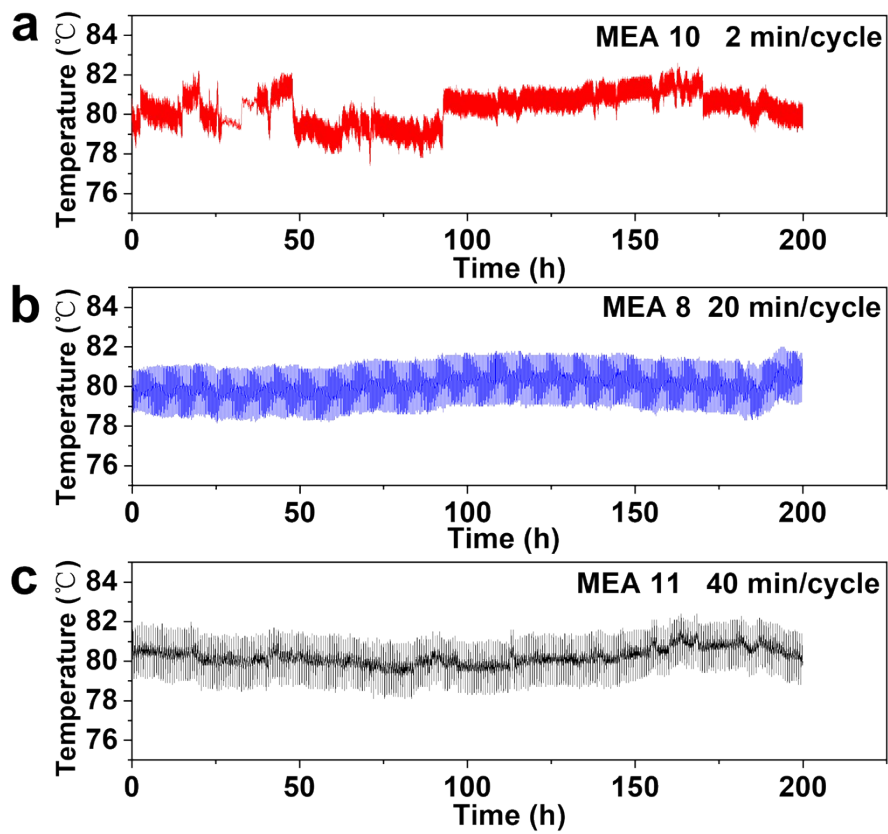 a
MEA 10 2 min/cycle
Temperature (℃)
84
82
80
78
76
0 50 100 150 200
Time (h)
b
MEA 8 20 min/cycle
Temperature (℃)
84
82
80
78
76
0 50 100 150 200
Time (h)
c
MEA 11 40 min/cycle
Temperature (℃)
84
82
80
78
76
0 50 100 150 200
Time (h)